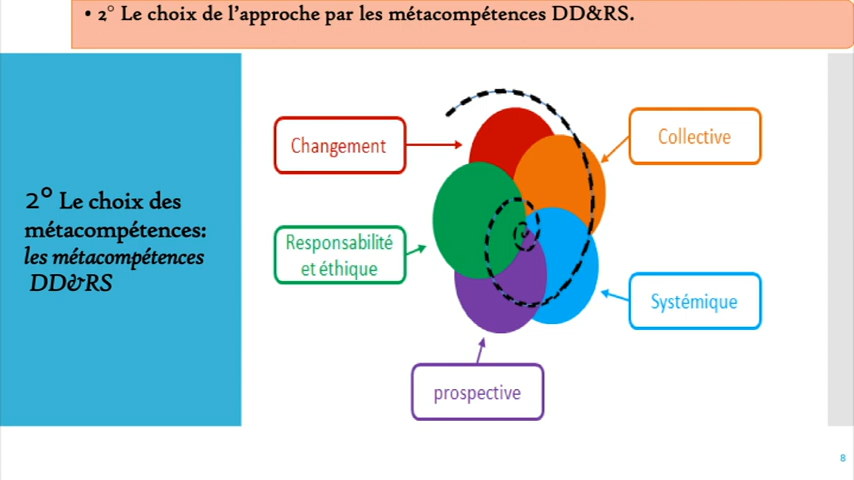 • 2° Le choix de l'approche par les métacompétences DD&RS.
2° Le choix des
métacompétences:
les métacompétences
DD&RS
Changement
Collective
Responsabilité
et éthique
Systémique
prospective
8